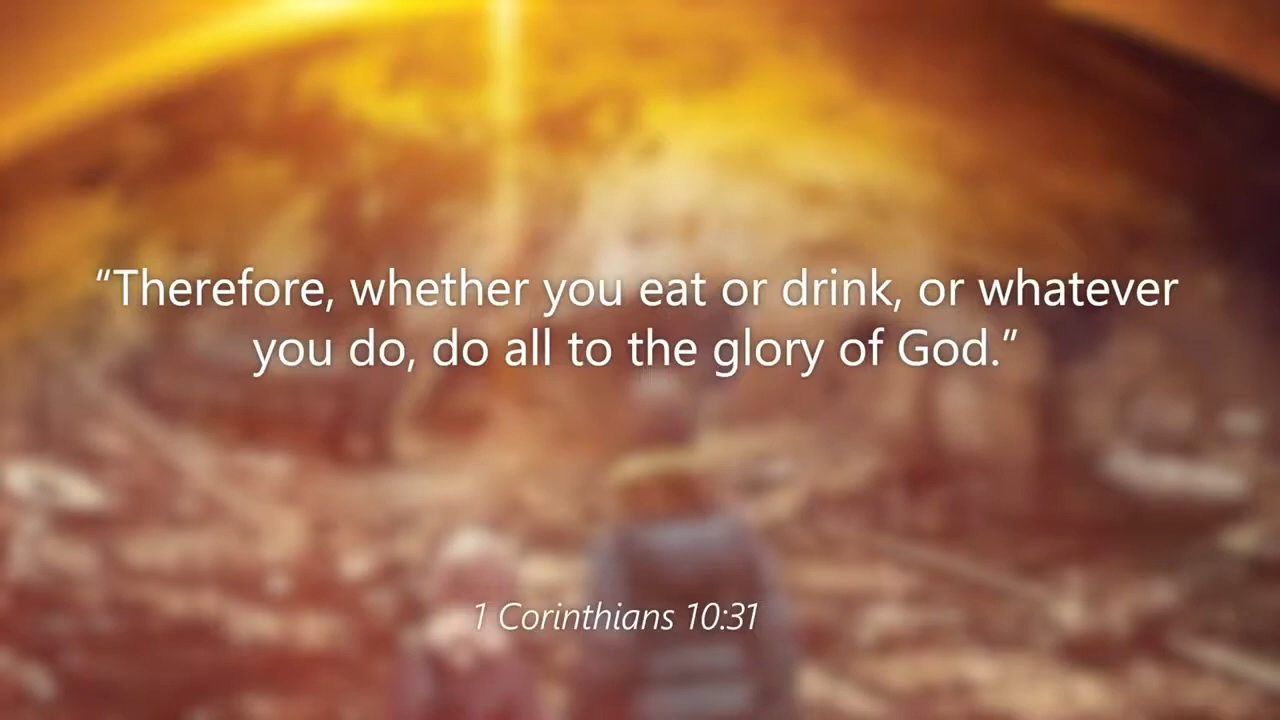 “Therefore, whether you eat or drink, or whatever
you do, do all to the glory of God.”
1 Corinthians 10:31